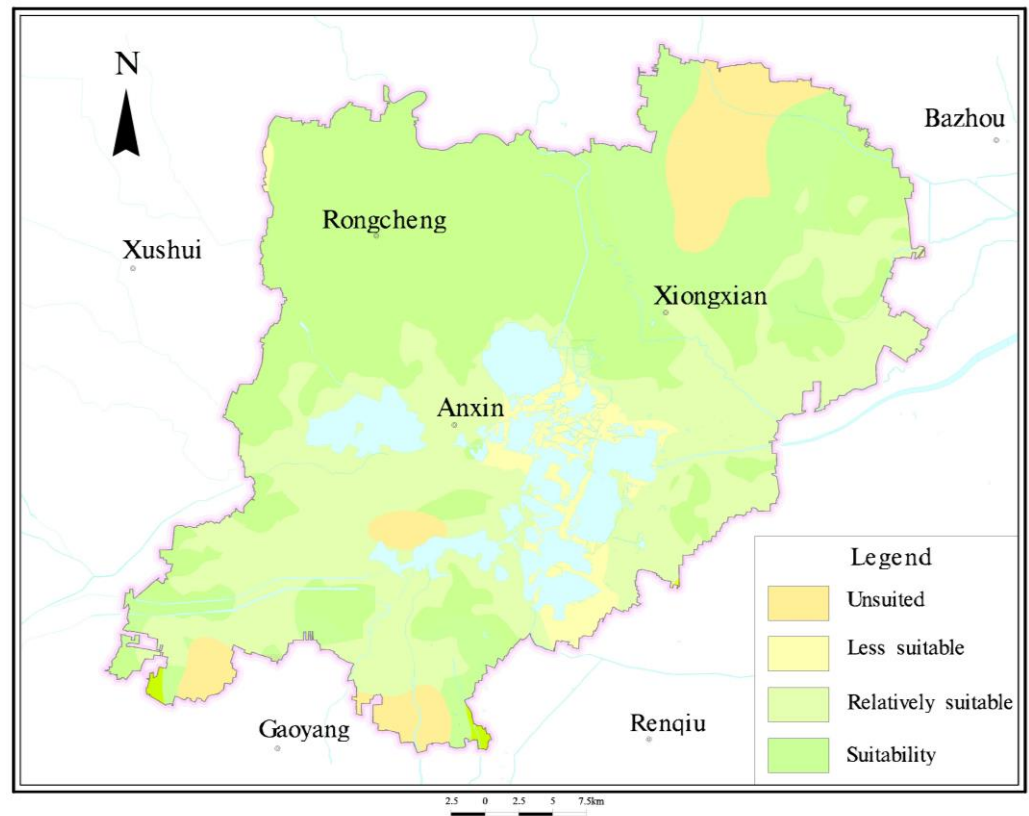 N
Bazhou
Rongcheng
Xushui
Xiongxian
Anxin
Gaoyang
Renqiu
Legend
Unsuited
Less suitable
Relatively suitable
Suitability
2.5 0 2.5 5 7.5km